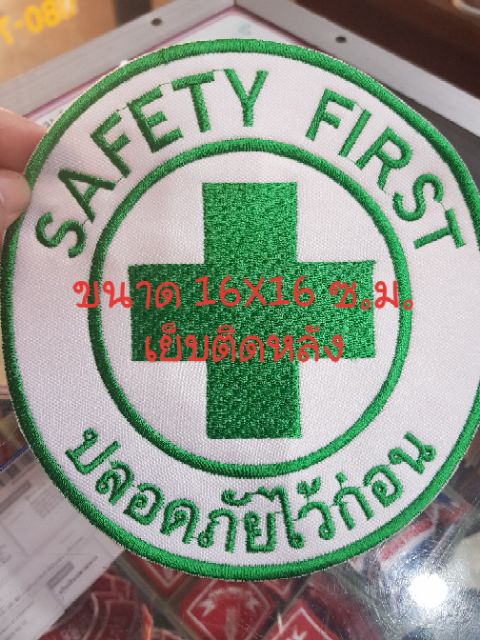 SAFETY FIRST
ขนาด 16X16 ซ.ม.
เย็บติดหลัง
ปลอดภัยไว้ก่อน